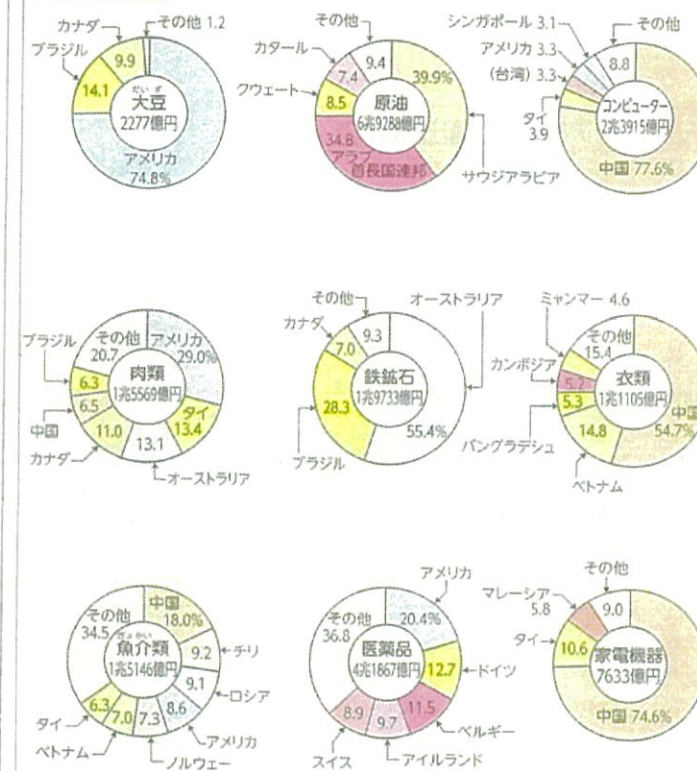 カナダ
その他 1.2
ブラジル
9.9
14.1
だいず
大豆
2277億円
アメリカ
74.8%
その他
カタール
9.4
7.4
39.9%
クウェート
8.5
原油
6兆9288億円
34.8
アラブ
首長国連邦
サウジアラビア
シンガポール 3.1
その他
アメリカ 3.3
8.8
(台湾) 3.3
コンピューター
2兆3915億円
タイ
3.9
中国 77.6%
ブラジル
その他
20.7
アメリカ
29.0%
6.3
肉類
1兆5569億円
6.5
タイ
13.4
中国
11.0
13.1
カナダ
オーストラリア
その他
オーストラリア
カナダ
9.3
7.0
鉄鉱石
1兆9733億円
28.3
55.4%
ブラジル
ミャンマー 4.6
その他
15.4
カンボジア
5.2
衣類
1兆1105億円
5.3
中国
54.7%
バングラデシュ
14.8
ベトナム
その他
34.5
中国
18.0%
ぎょかい
魚介類
1兆5146億円
9.2
チリ
9.1
ロシア
6.3
7.0
7.3
8.6
タイ
アメリカ
ベトナム
ノルウェー
アメリカ
その他
36.8
20.4%
医薬品
4兆1867億円
12.7
ドイツ
8.9
9.7
11.5
ベルギー
スイス
アイルランド
その他
マレーシア
5.8
9.0
タイ
10.6
家電機器
7633億円
中国 74.6%